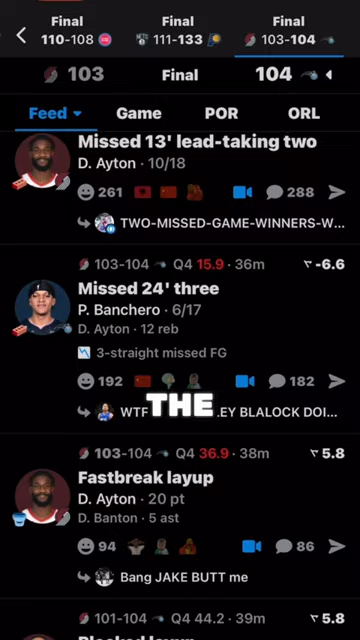 Final
Final
Final
110-108
111-133
103-104
103
Final
104
Feed
Game
POR
ORL
Missed 13' lead-taking two
D. Ayton · 10/18
261
288
TWO-MISSED-GAME-WINNERS-W...
103-104 Q4 15.9 · 36m
-6.6
Missed 24' three
P. Banchero · 6/17
D. Ayton · 12 reb
3-straight missed FG
192
182
WTF
THE
EY BLALOCK DOI...
103-104 Q4 36.9 · 38m
5.8
Fastbreak layup
D. Ayton · 20 pt
D. Banton · 5 ast
94
86
Bang JAKE BUTT me
101-104 Q4 44.2 · 39m
5.8
Blocked layup